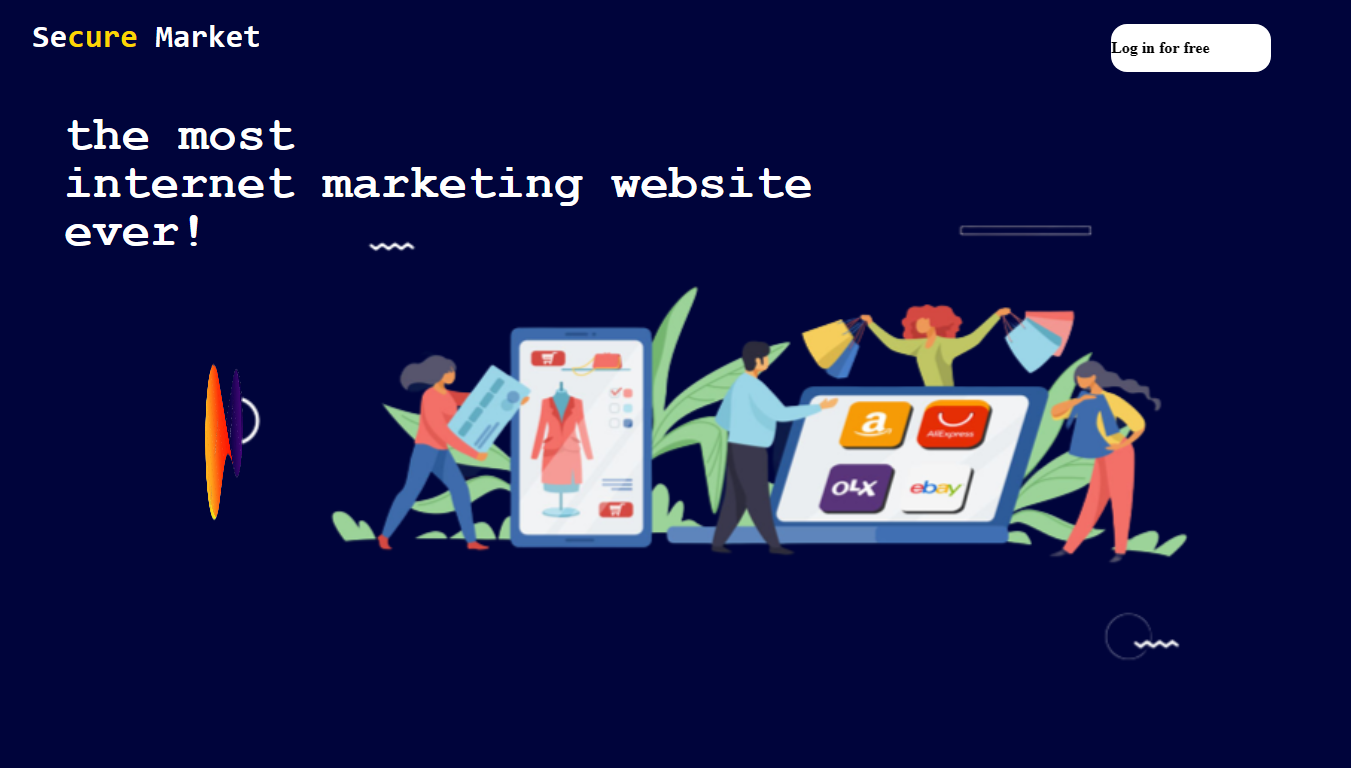 Secure Market
Log in for free
the most
internet marketing website
ever!
a
AliExpress
OLX
ebay